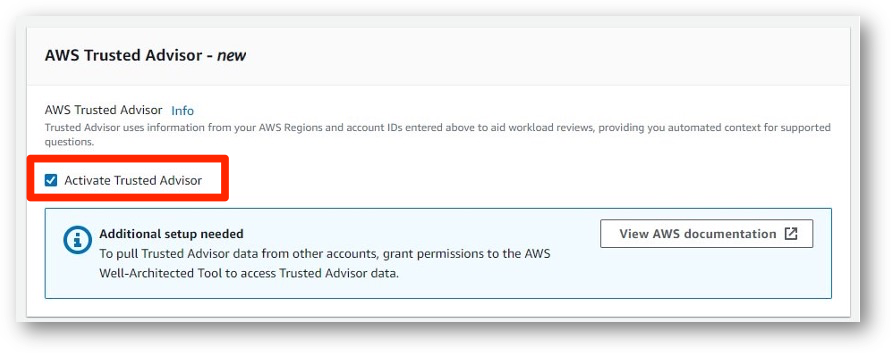 AWS Trusted Advisor - new
AWS Trusted Advisor Info
Trusted Advisor uses information from your AWS Regions and account IDs entered above to aid workload reviews, providing you automated context for supported
questions.
Activate Trusted Advisor
Additional setup needed
To pull Trusted Advisor data from other accounts, grant permissions to the AWS
Well-Architected Tool to access Trusted Advisor data.
View AWS documentation